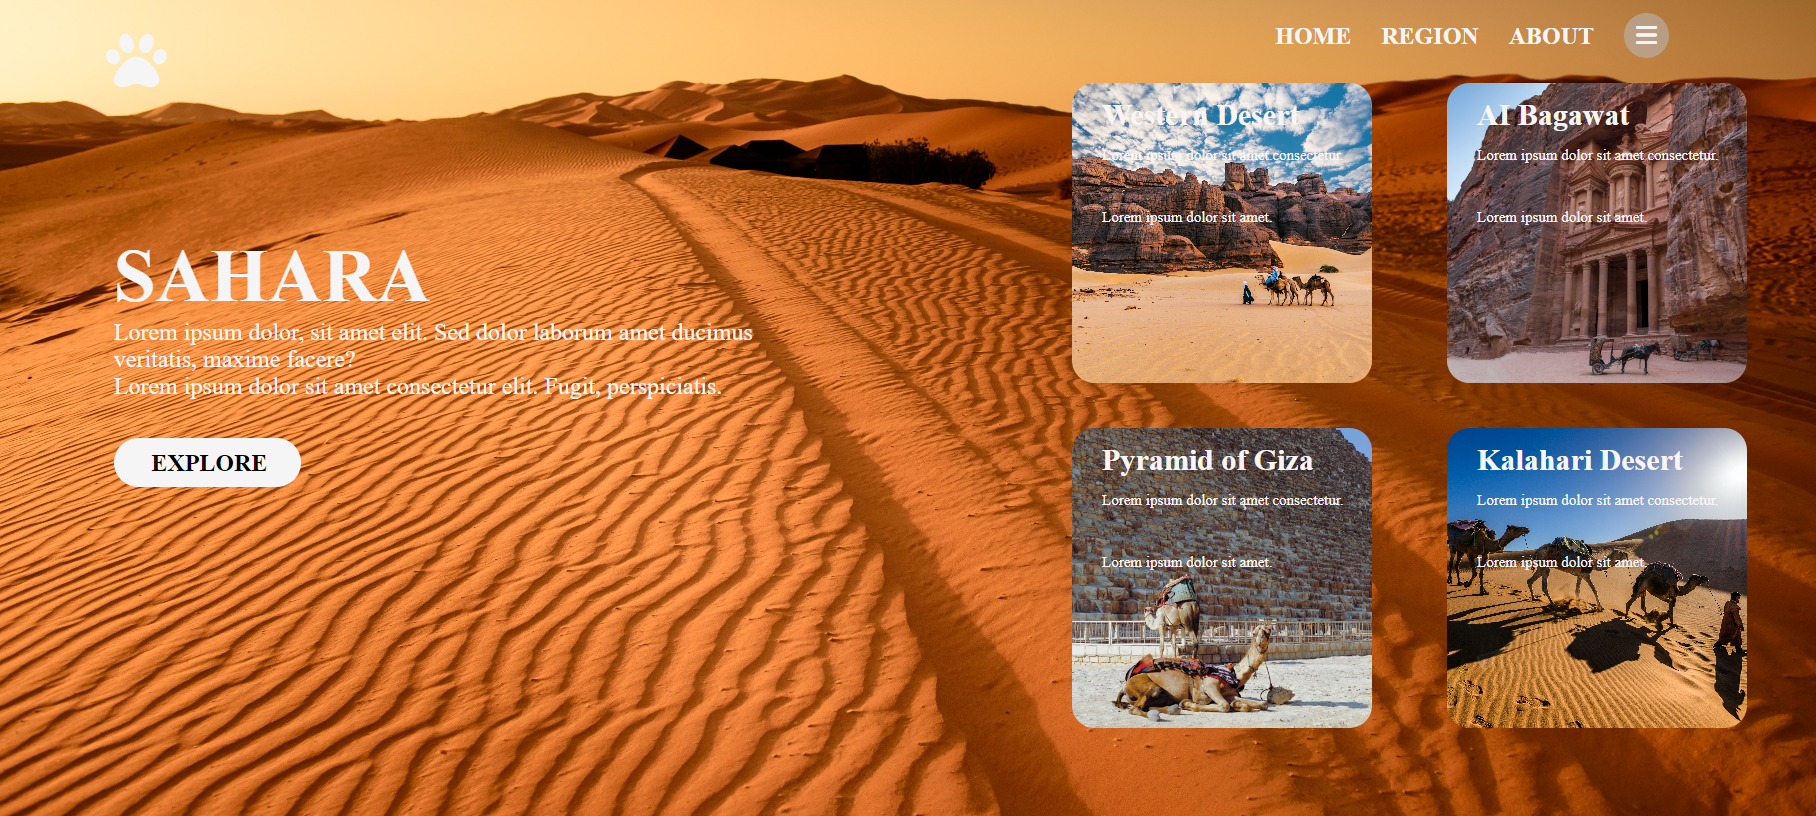 HOME REGION ABOUT
SAHARA
Lorem ipsum dolor, sit amet elit. Sed dolor laborum amet ducimus
veritatis, maxime facere?
Lorem ipsum dolor sit amet consectetur elit. Fugit, perspiciatis.
EXPLORE
Western Desert
Lorem ipsum dolor sit amet consectetur.
Lorem ipsum dolor sit amet.
AI Bagawat
Lorem ipsum dolor sit amet consectetur.
Lorem ipsum dolor sit amet.
Pyramid of Giza
Lorem ipsum dolor sit amet consectetur.
Lorem ipsum dolor sit amet.
Kalahari Desert
Lorem ipsum dolor sit amet consectetur.
Lorem ipsum dolor sit amet.